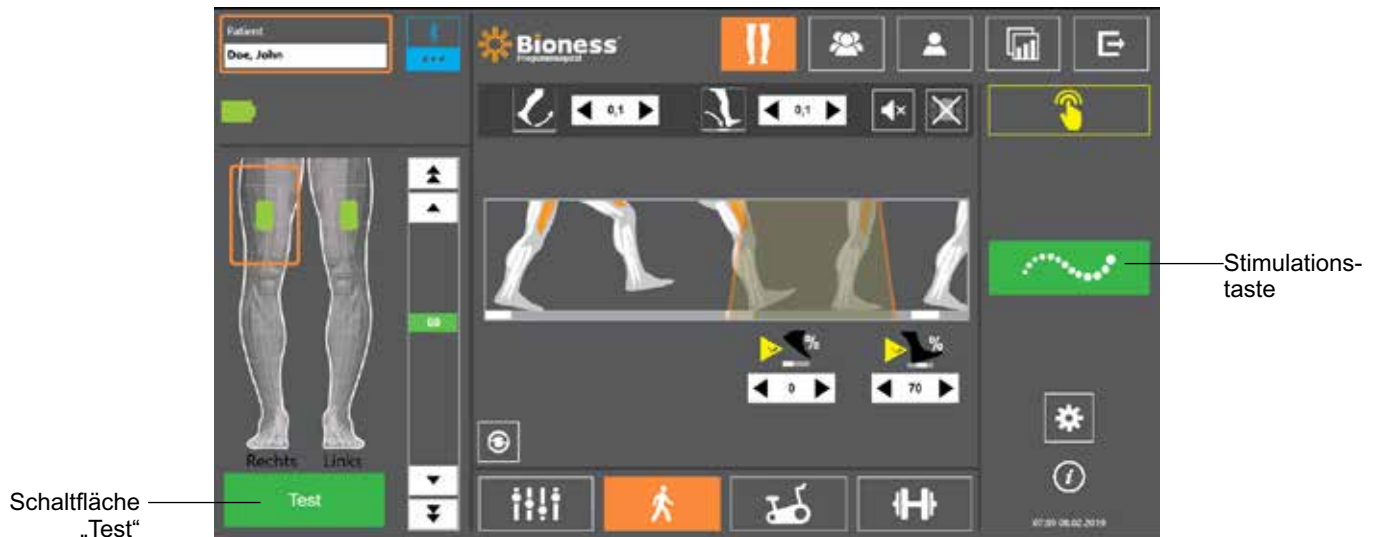 Patient
Doe, John
Bioness
0,1
0,1
Stimulations-
taste
%
%
0
70
Rechts
Links
Test
Schaltfläche
„Test“